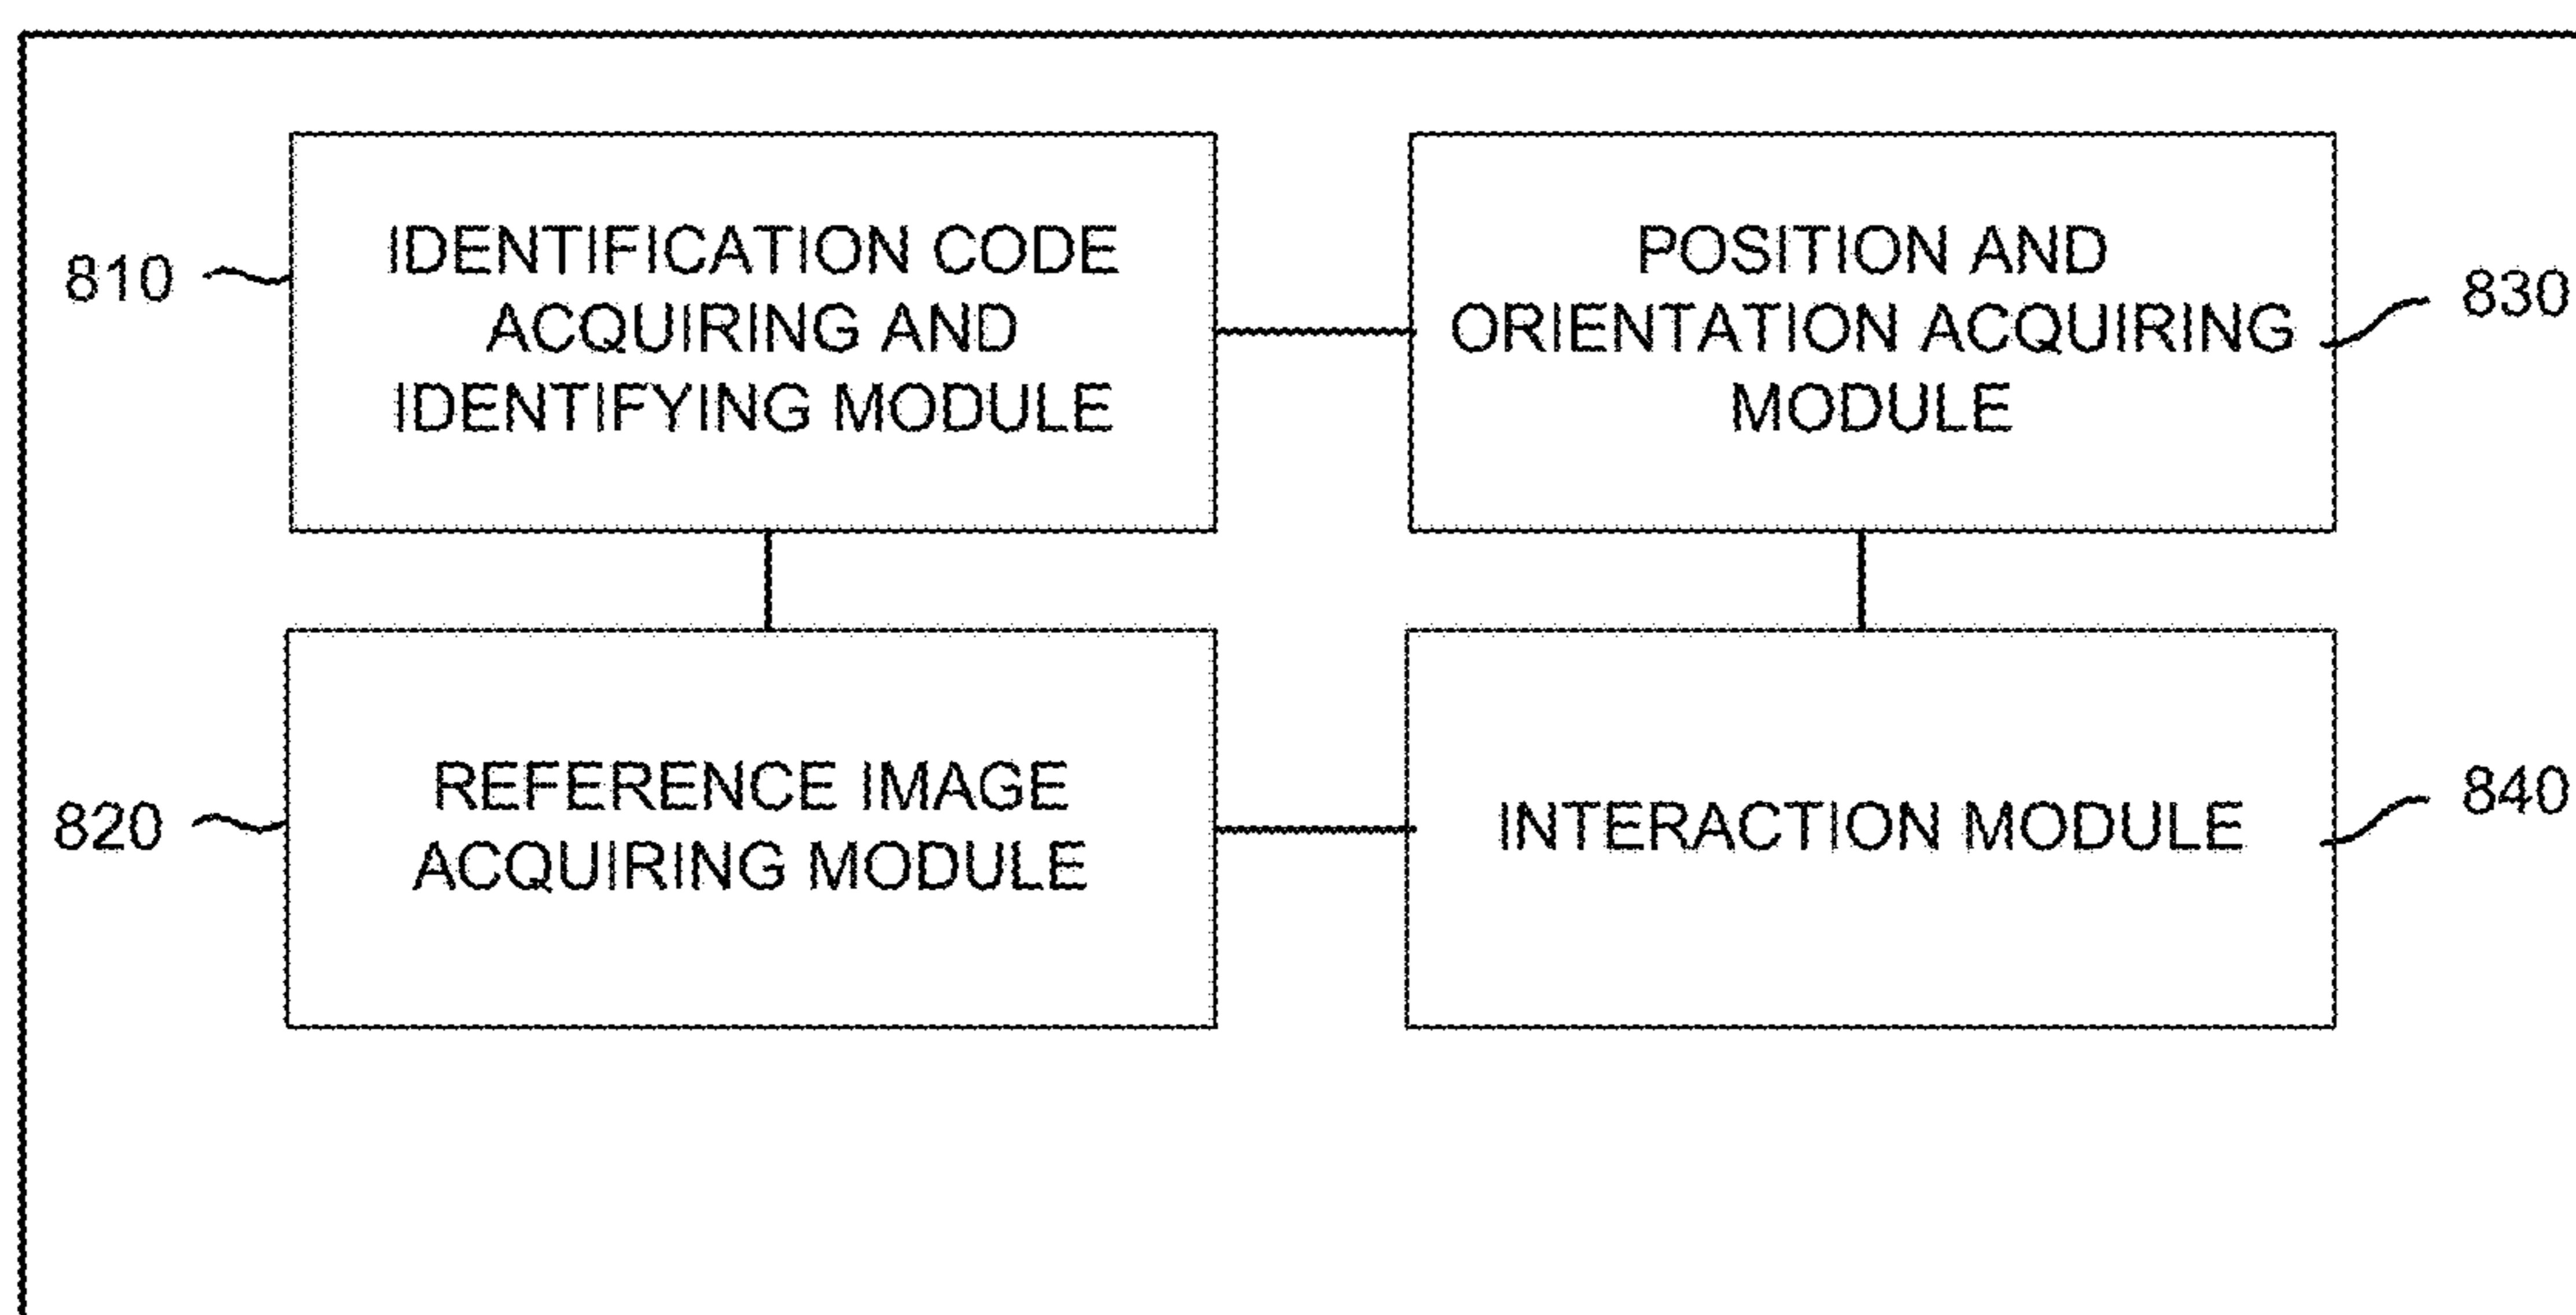 810
IDENTIFICATION CODE
ACQUIRING AND
IDENTIFYING MODULE
POSITION AND
ORIENTATION ACQUIRING
MODULE
830
820
REFERENCE IMAGE
ACQUIRING MODULE
INTERACTION MODULE
840